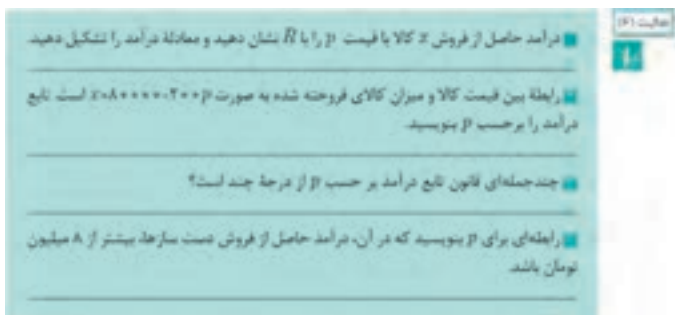 فعالیت (۴)
درآمد حاصل از فروش x کالا با قیمت p را با R نشان دهید و معادلهٔ درآمد را تشکیل دهید.
رابطهٔ بین قیمت کالا و میزان کالای فروخته شده به صورت x=۸۰۰۰۰-۲۰۰p است. تابع
درآمد را برحسب p بنویسید.
چندجمله‌ای قانون تابع درآمد بر حسب p از درجهٔ چند است؟
رابطه‌ای برای p بنویسید که در آن، درآمد حاصل از فروش دست سازها، بیشتر از ۸ میلیون
تومان باشد.